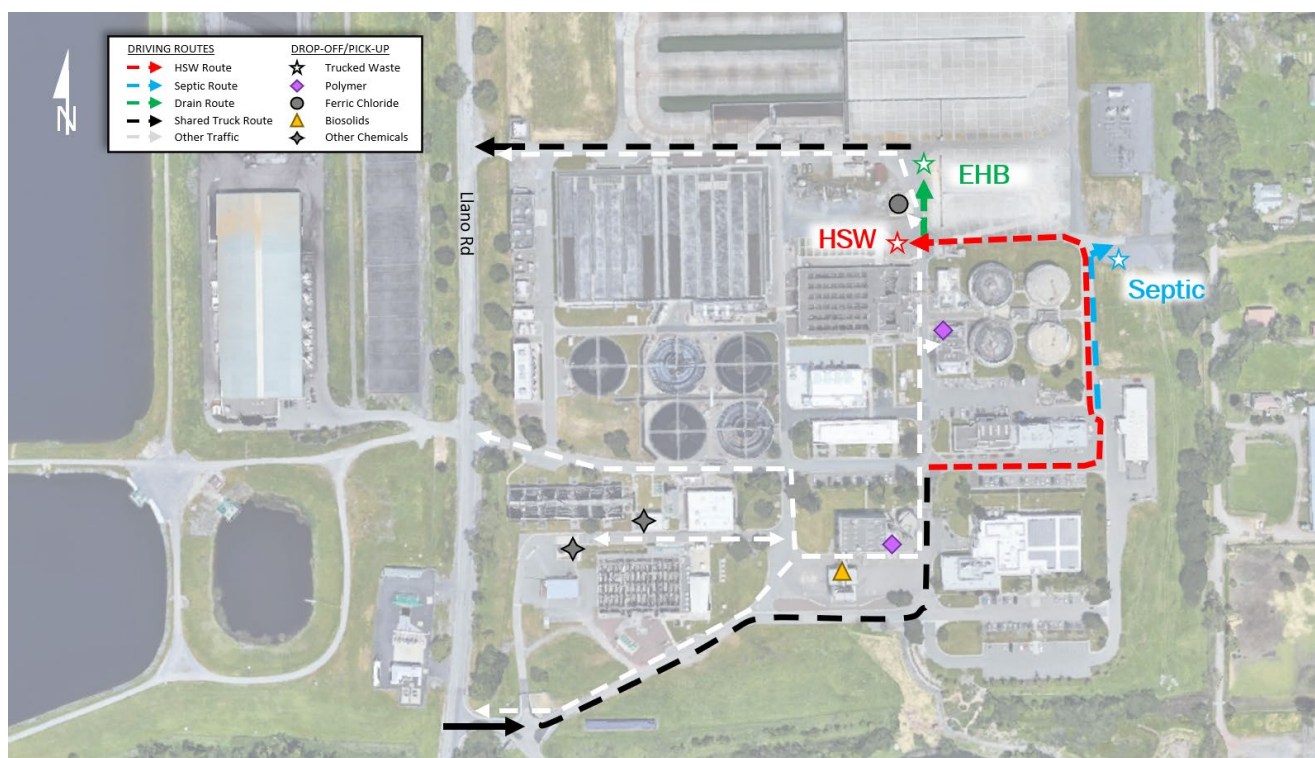 N
DRIVING ROUTES
HSW Route
Septic Route
Drain Route
Shared Truck Route
Other Traffic
DROP-OFF/PICK-UP
Trucked Waste
Polymer
Ferric Chloride
Biosolids
Other Chemicals
Llano Rd
EHB
HSW
Septic